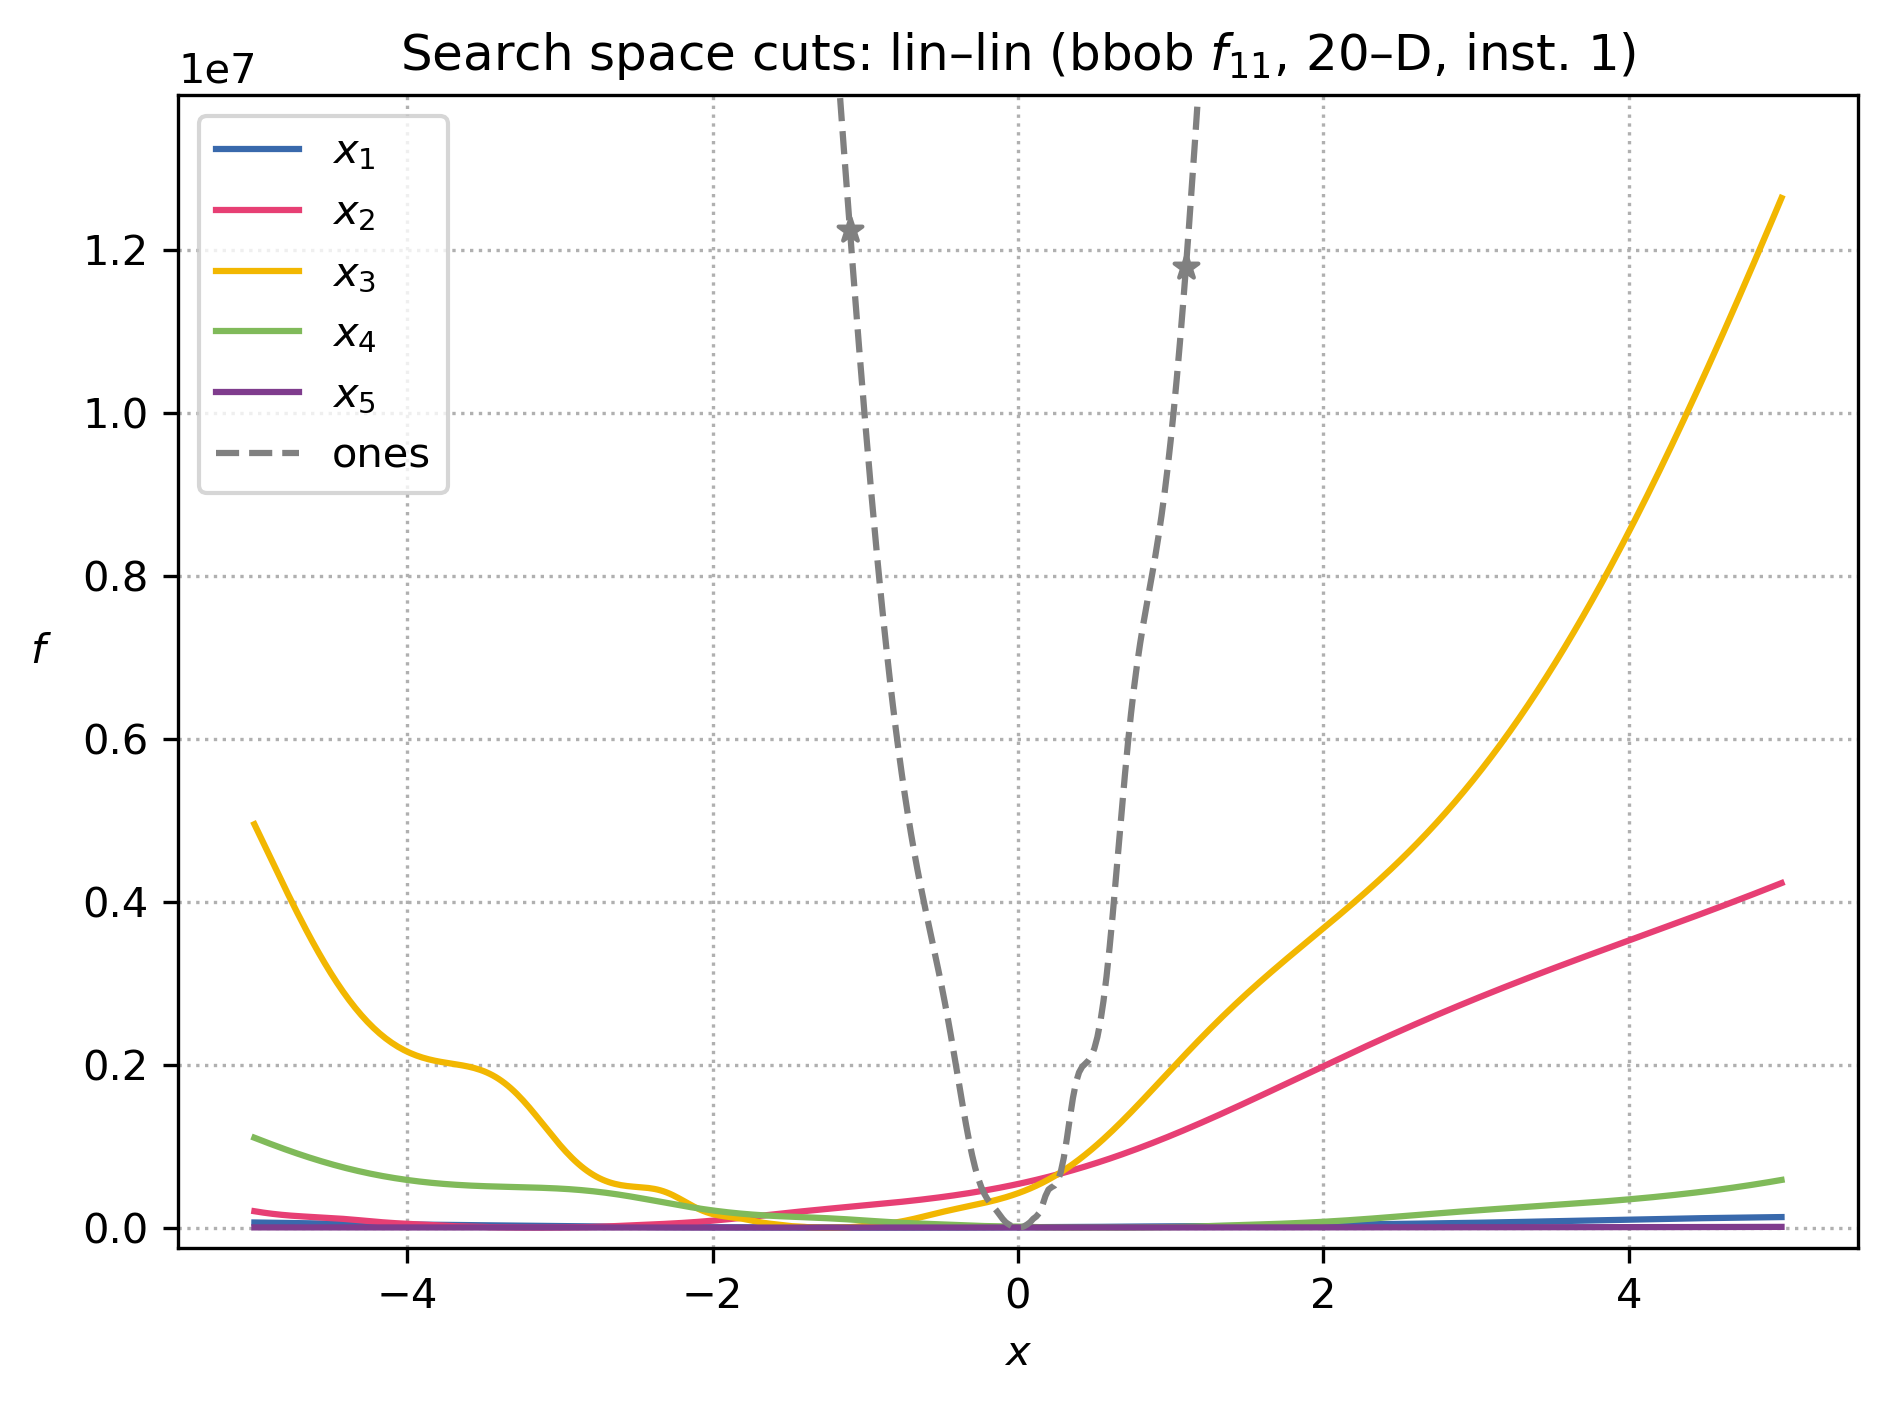 Search space cuts: lin–lin (bbob f11, 20–D, inst. 1)
1e7
x1
x2
x3
x4
x5
ones
1.2
1.0
0.8
0.6
0.4
0.2
0.0
f
−4 −2 0 2 4
x